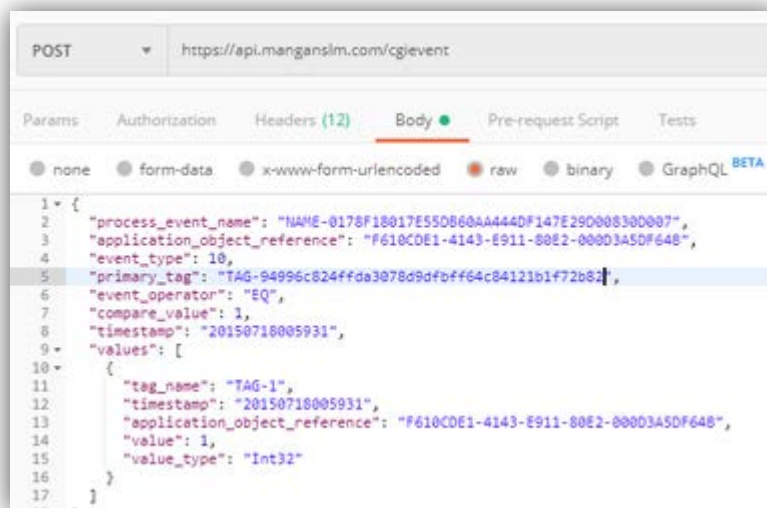 POST https://api.manganslm.com/cgievent
Params Authorization Headers (12) Body Pre-request Script Tests
none form-data x-www-form-urlencoded raw binary GraphQL BETA
1 {
2 "process_event_name": "NAME-0178F18017E55DB60AA444DF147E29D00830D007",
3 "application_object_reference": "F610CDE1-4143-E911-80E2-000D3A5DF648",
4 "event_type": 10,
5 "primary_tag": "TAG-94996c824ffda3078d9dfbff64c84121b1f72b82",
6 "event_operator": "EQ",
7 "compare_value": 1,
8 "timestamp": "20150718005931",
9 "values": [
10 {
11 "tag_name": "TAG-1",
12 "timestamp": "20150718005931",
13 "application_object_reference": "F610CDE1-4143-E911-80E2-000D3A5DF648",
14 "value": 1,
15 "value_type": "Int32"
16 }
17 ]